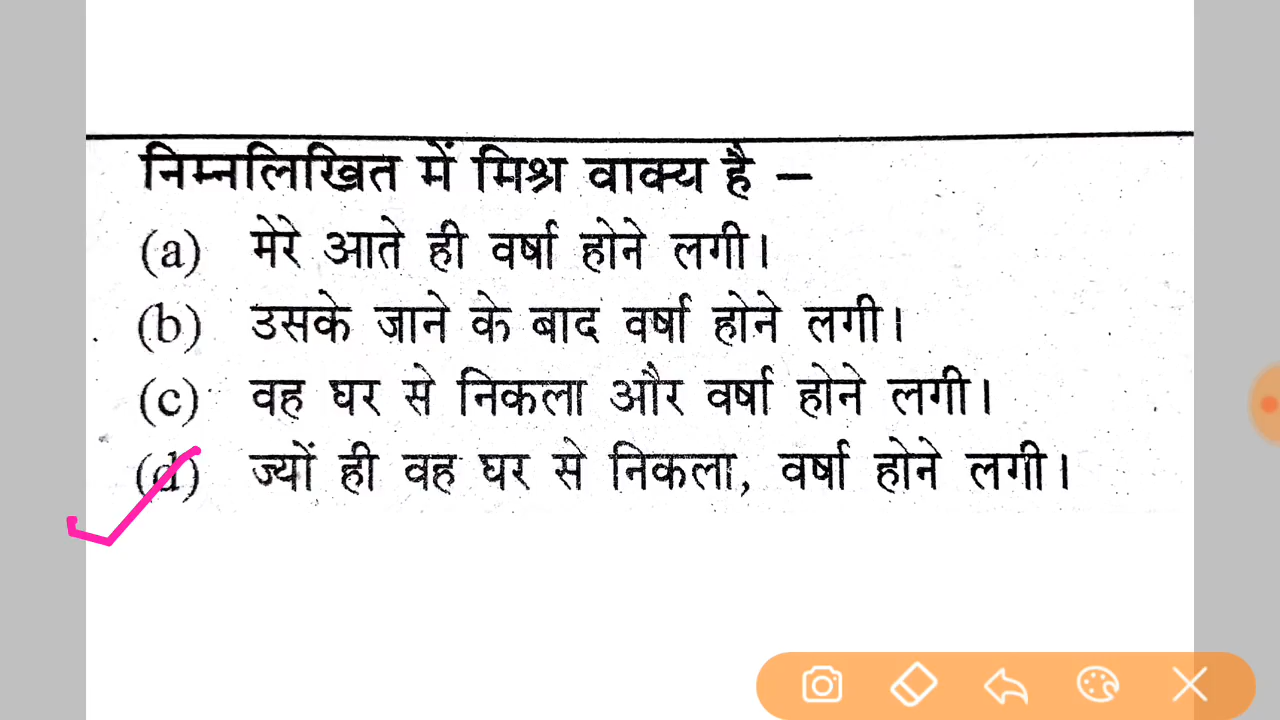 निम्नलिखित में मिश्र वाक्य है –
(a) मेरे आते ही वर्षा होने लगी।
(b) उसके जाने के बाद वर्षा होने लगी।
(c) वह घर से निकला और वर्षा होने लगी।
(d) ज्यों ही वह घर से निकला, वर्षा होने लगी।